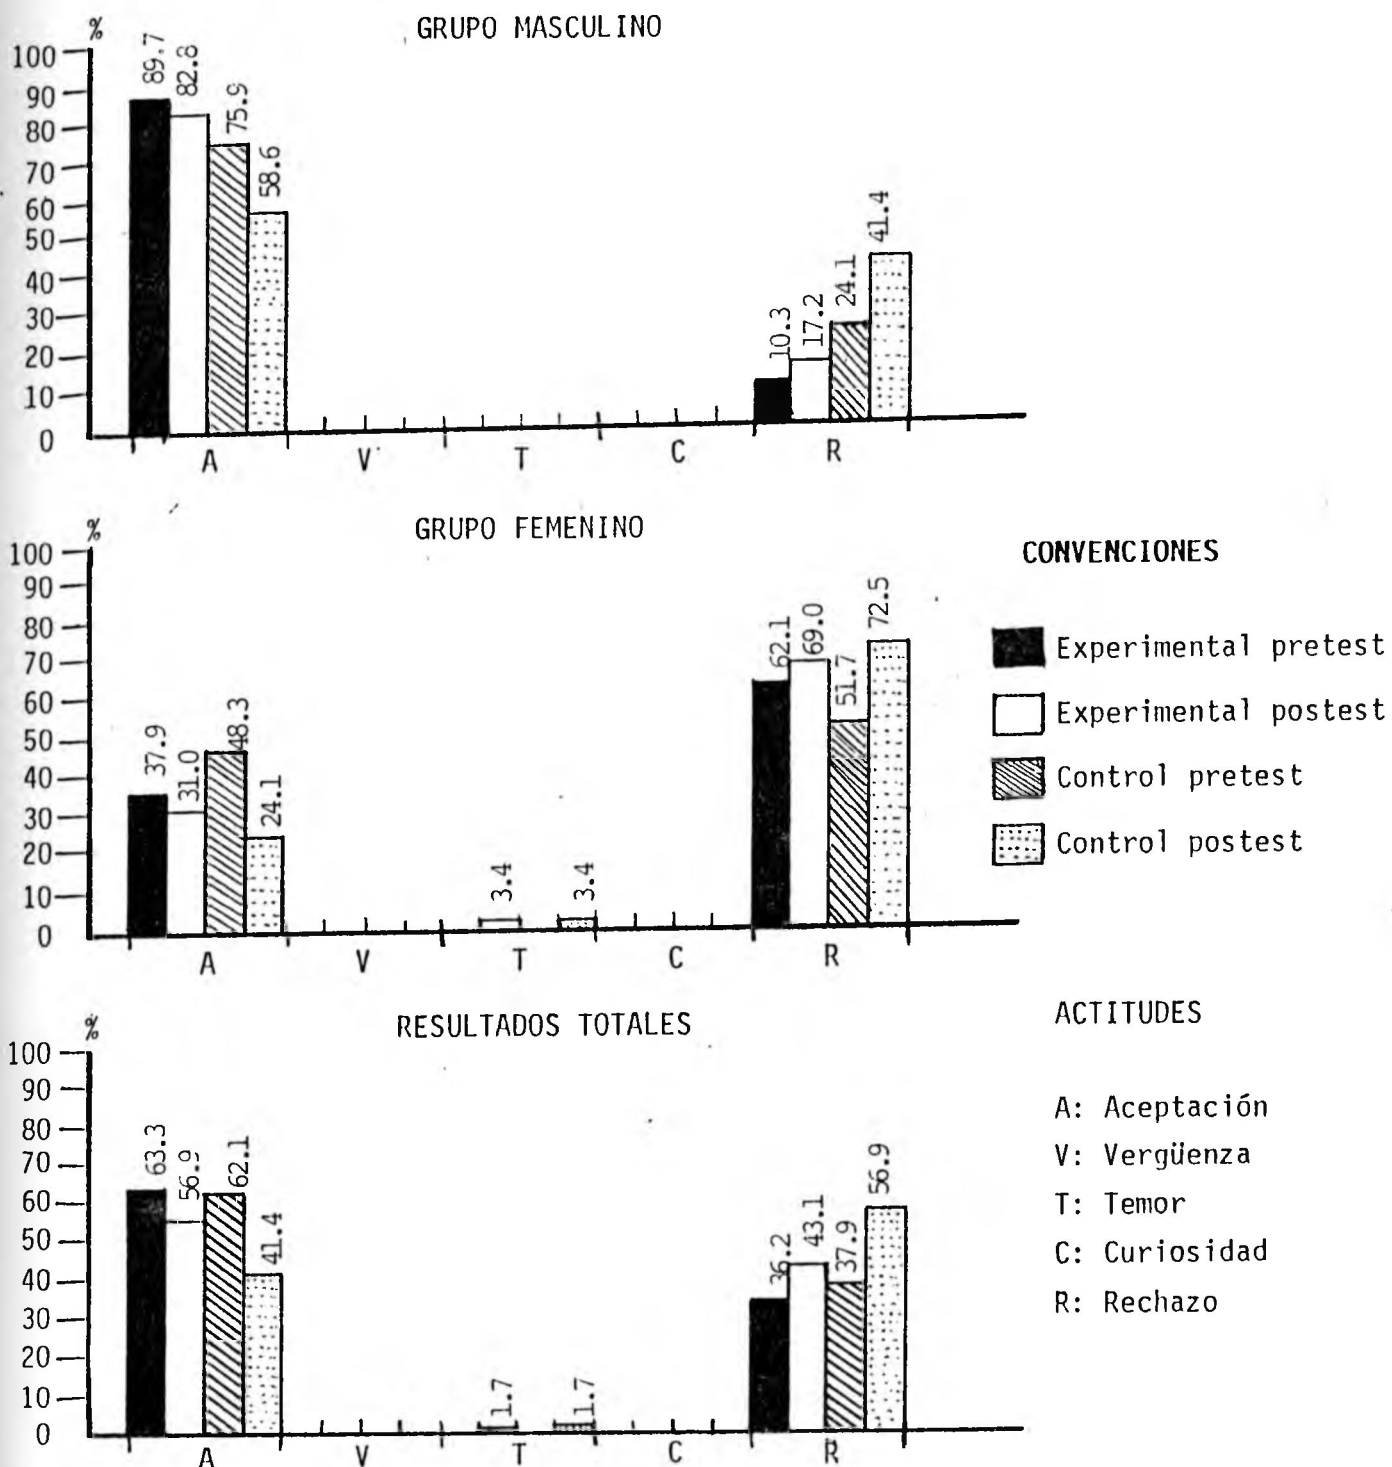 GRUPO MASCULINO
%
100
90
80
70
60
50
40
30
20
10
0
89.7
82.8
75.9
58.6
10.3
17.2
24.1
41.4
A
V
T
C
R
GRUPO FEMENINO
%
100
90
80
70
60
50
40
30
20
10
0
37.9
31.0
48.3
24.1
3.4
3.4
62.1
69.0
51.7
72.5
A
V
T
C
R
CONVENCIONES
Experimental pretest
Experimental postest
Control pretest
Control postest
RESULTADOS TOTALES
%
100
90
80
70
60
50
40
30
20
10
0
63.3
56.9
62.1
41.4
1.7
1.7
36.2
43.1
37.9
56.9
A
V
T
C
R
ACTITUDES
A: Aceptación
V: Vergüenza
T: Temor
C: Curiosidad
R: Rechazo